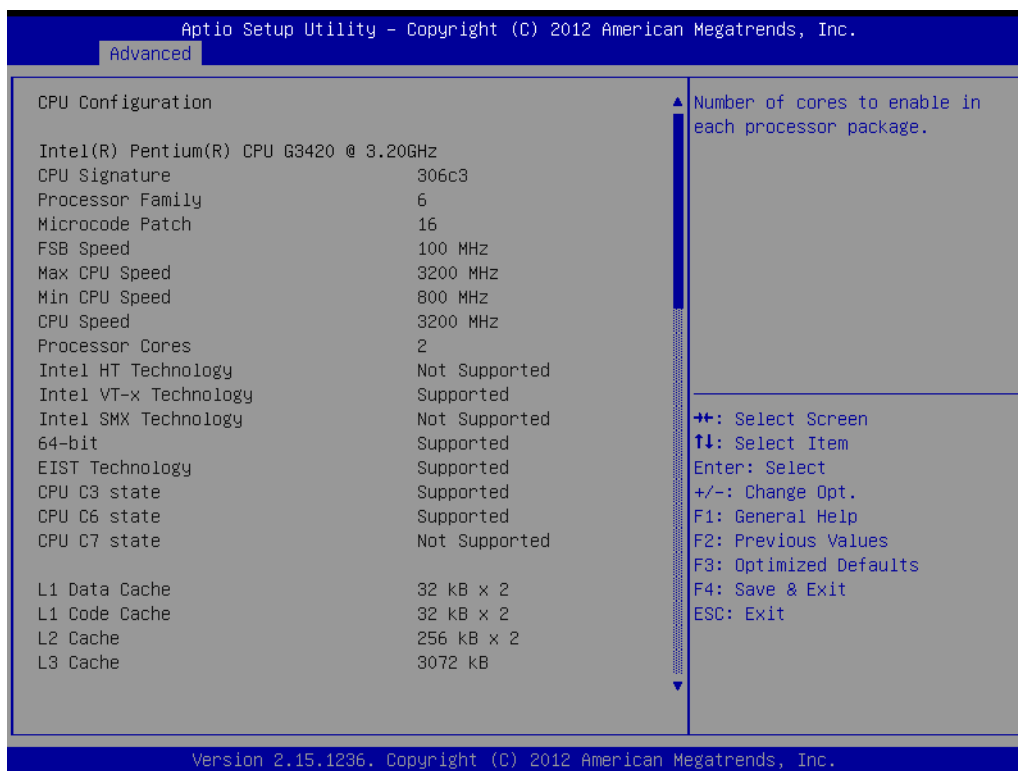 Aptio Setup Utility – Copyright (C) 2012 American Megatrends, Inc.
Advanced
CPU Configuration
Intel(R) Pentium(R) CPU G3420 @ 3.20GHz
CPU Signature 306c3
Processor Family 6
Microcode Patch 16
FSB Speed 100 MHz
Max CPU Speed 3200 MHz
Min CPU Speed 800 MHz
CPU Speed 3200 MHz
Processor Cores 2
Intel HT Technology Not Supported
Intel VT-x Technology Supported
Intel SMX Technology Not Supported
64-bit Supported
EIST Technology Supported
CPU C3 state Supported
CPU C6 state Supported
CPU C7 state Not Supported
L1 Data Cache 32 kB x 2
L1 Code Cache 32 kB x 2
L2 Cache 256 kB x 2
L3 Cache 3072 kB
Number of cores to enable in
each processor package.
→←: Select Screen
↑↓: Select Item
Enter: Select
+/-: Change Opt.
F1: General Help
F2: Previous Values
F3: Optimized Defaults
F4: Save & Exit
ESC: Exit
Version 2.15.1236. Copyright (C) 2012 American Megatrends, Inc.